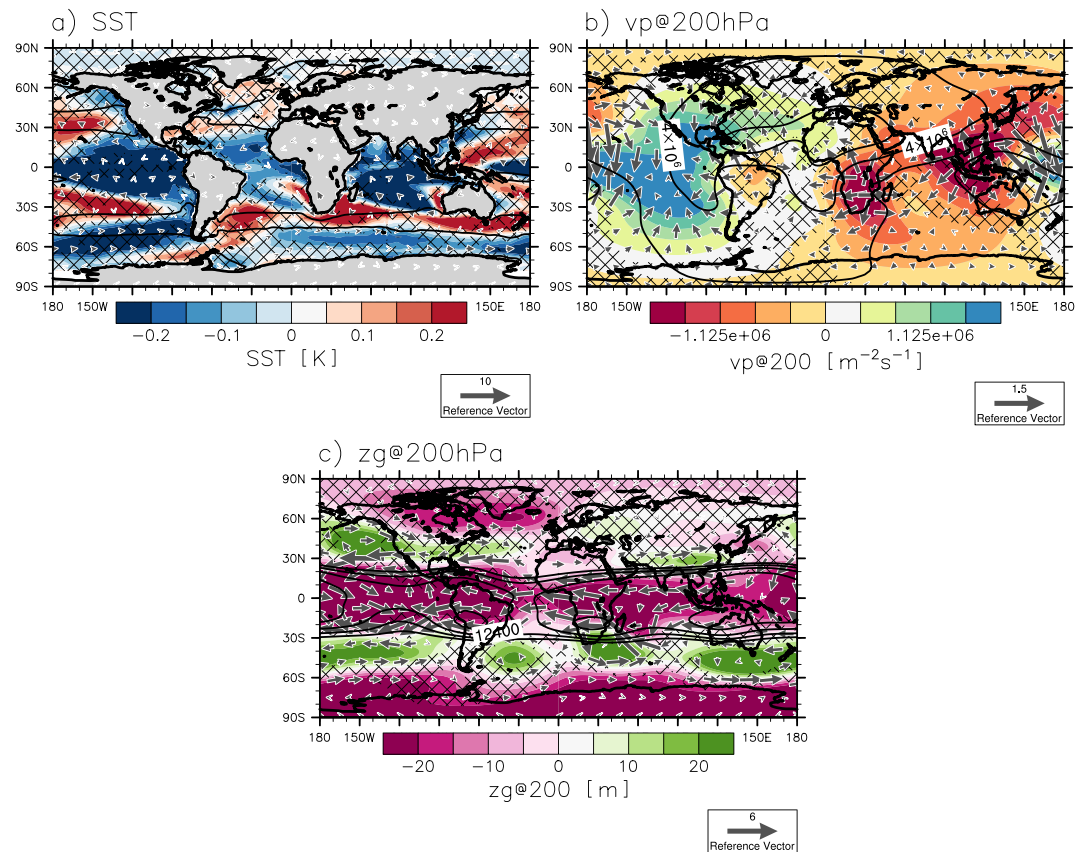 a) SST
b) vp@200hPa
90N
60N
30N
0
30S
60S
90S
180 150W 150E 180
−0.2 −0.1 0 0.1 0.2
SST [K]
10
Reference Vector
90N
60N
30N
0
30S
60S
90S
4×10⁶
4×10⁶
180 150W 150E 180
−1.125e+06 0 1.125e+06
vp@200 [m⁻²s⁻¹]
1.5
Reference Vector
c) zg@200hPa
90N
60N
30N
0
30S
60S
90S
12400
180 150W 150E 180
−20 −10 0 10 20
zg@200 [m]
6
Reference Vector